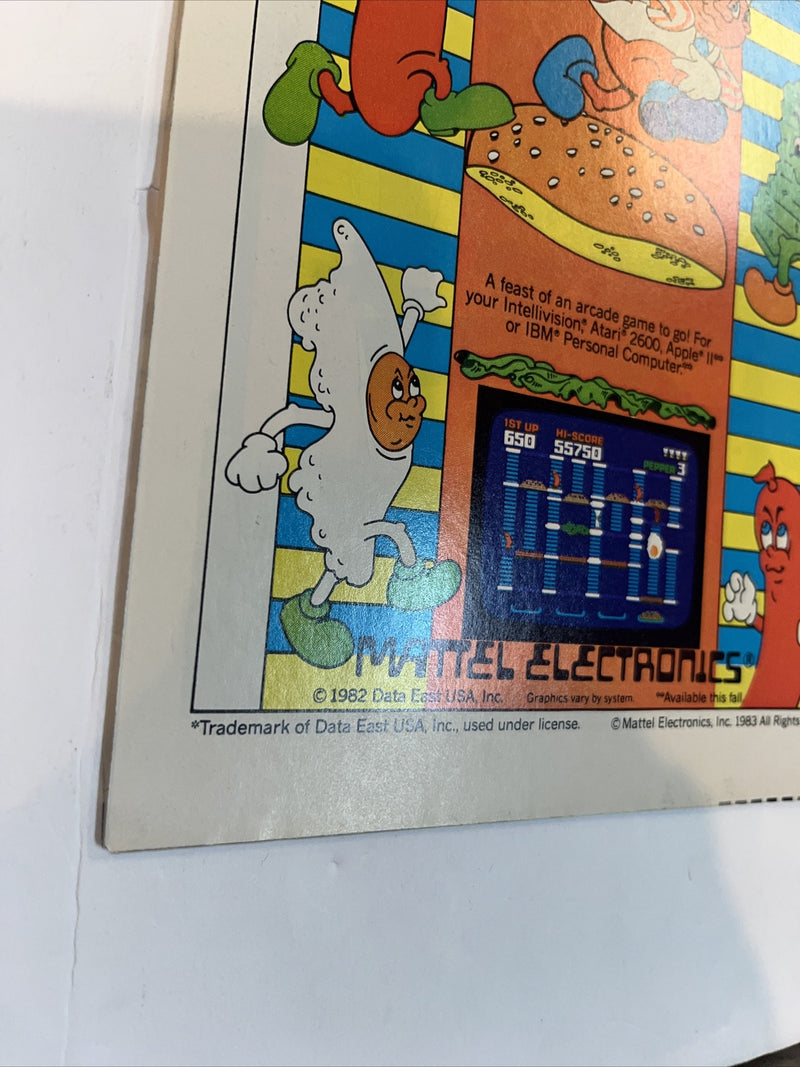 A feast of an arcade game to go! For
your Intellivision,® Atari® 2600, Apple® II∞
or IBM® Personal Computer.∞
1ST UP HI-SCORE
650 55750
PEPPER 3
MATTEL ELECTRONICS®
© 1982 Data East USA, Inc. Graphics vary by system. ∞Available this fall
*Trademark of Data East USA, Inc., used under license. © Mattel Electronics, Inc. 1983 All Rights